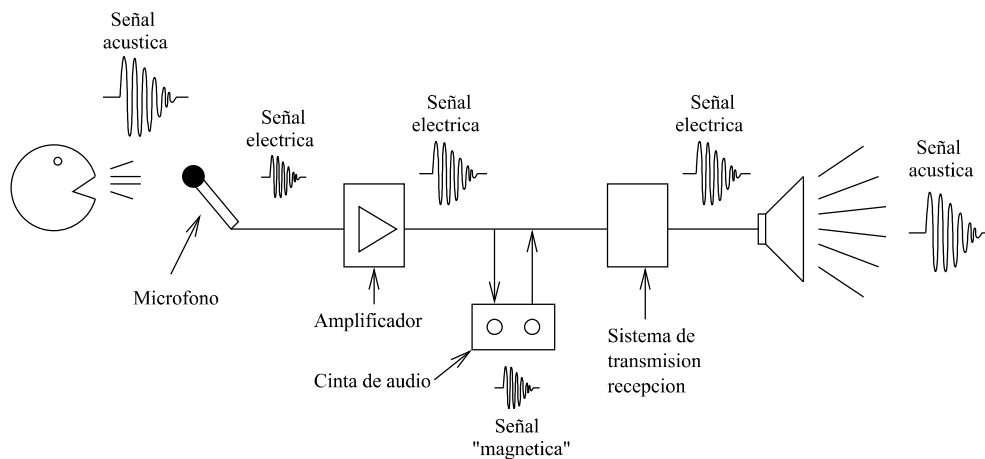 Señal
acustica
Señal
electrica
Señal
electrica
Señal
electrica
Señal
acustica
Microfono
Amplificador
Cinta de audio
Señal
"magnetica"
Sistema de
transmision
recepcion